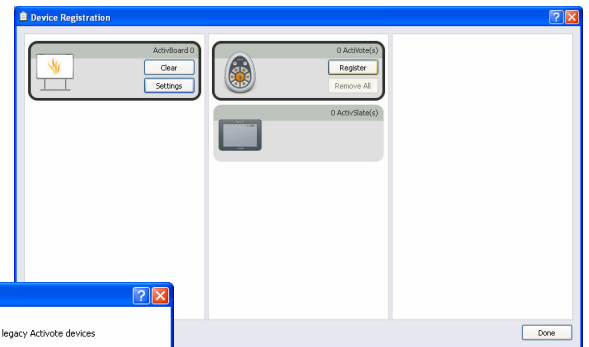 Device Registration
ActivBoard 0
Clear
Settings
0 ActiVote(s)
Register
Remove All
0 ActivSlate(s)
legacy Activote devices
Done